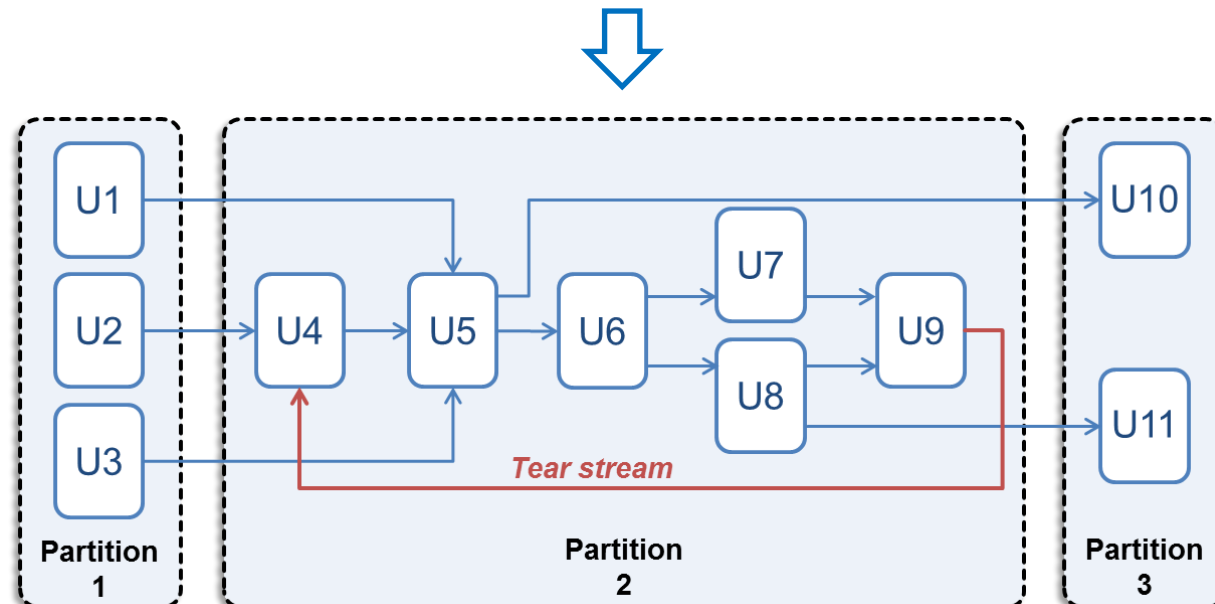 U1
U2
U3
U4
U5
U6
U7
U8
U9
U10
U11
Tear stream
Partition
1
Partition
2
Partition
3